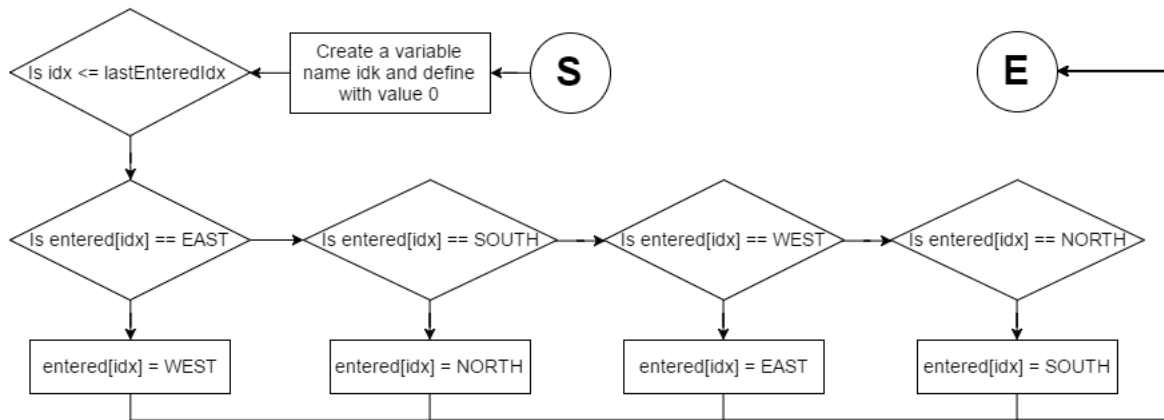 Is idx <= lastEnteredIdx
Create a variable
name idk and define
with value 0
S
E
Is entered[idx] == EAST
Is entered[idx] == SOUTH
Is entered[idx] == WEST
Is entered[idx] == NORTH
entered[idx] = WEST
entered[idx] = NORTH
entered[idx] = EAST
entered[idx] = SOUTH